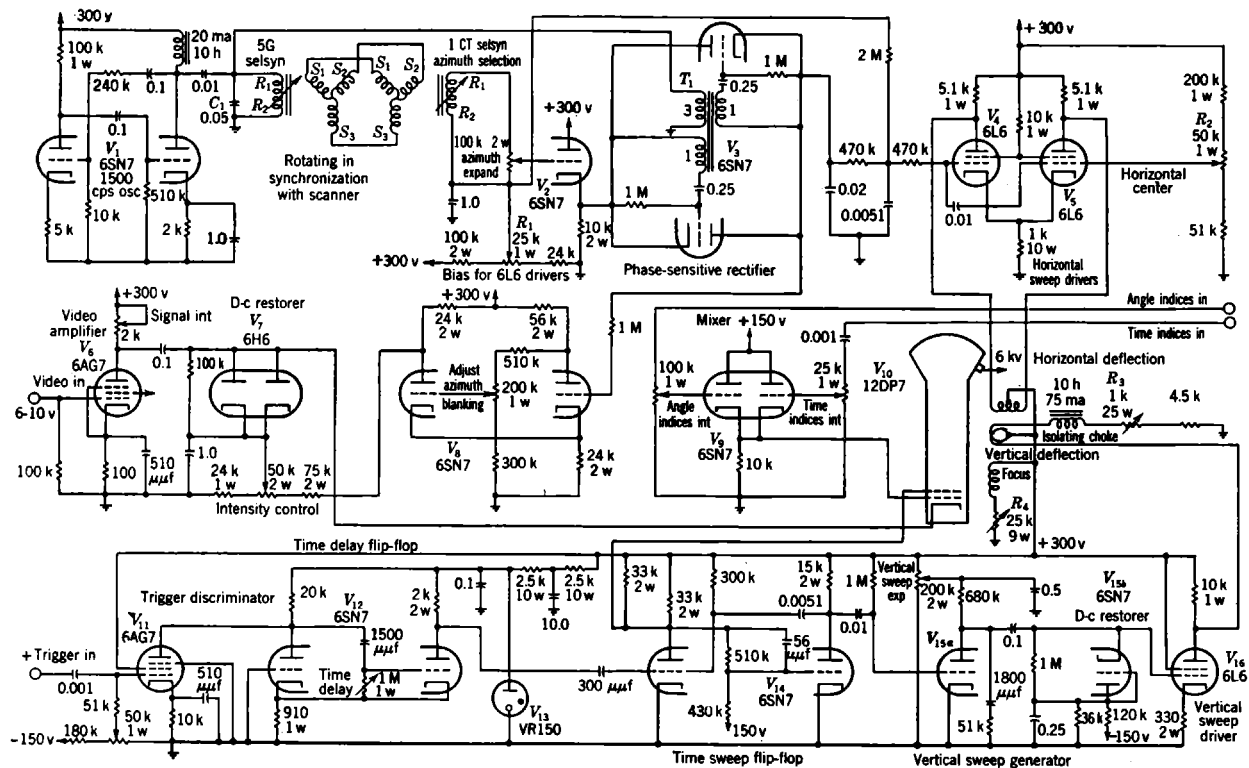 +300 v
20 ma
10 h
100 k
1 w
240 k
0.1
0.01
C1
0.05
0.1
V1
6SN7
1500
cps osc
510 k
10 k
5 k
2 k
1.0
5G
selsyn
R1
R2
S1
S2
S1
S2
S3
S3
Rotating in
synchronization
with scanner
1 CT selsyn
azimuth selection
R1
R2
100 k 2 w
azimuth
expand
1.0
+300 v
V2
6SN7
R1
25 k
1 w
100 k
2 w
24 k
10 k
2 w
+300 v
Bias for 6L6 drivers
T1
3
1
1
0.25
1 M
V3
6SN7
0.25
1 M
Phase-sensitive rectifier
2 M
470 k
470 k
0.02
0.0051
+300 v
5.1 k
1 w
V4
6L6
10 k
1 w
5.1 k
1 w
V5
6L6
0.01
1 k
10 w
Horizontal
sweep drivers
200 k
1 w
R2
50 k
1 w
Horizontal
center
51 k
+300 v
Video
amplifier
V6
6AG7
Signal int
2 k
Video in
6-10 v
100 k
100
510
μμf
0.1
D-c restorer
V7
6H6
100 k
1.0
24 k
1 w
50 k
2 w
75 k
2 w
Intensity control
+300 v
24 k
2 w
56 k
2 w
510 k
Adjust
azimuth
blanking
200 k
1 w
V8
6SN7
300 k
24 k
2 w
1 M
Mixer +150 v
100 k
1 w
Angle
indices int
25 k
1 w
Time
indices int
0.001
V9
6SN7
10 k
V10
12DP7
6 kv
Angle indices in
Time indices in
Horizontal deflection
10 h
75 ma
R3
1 k
25 w
4.5 k
Isolating choke
Vertical deflection
Focus
R4
25 k
9 w
+300 v
Time delay flip-flop
Trigger discriminator
V11
6AG7
+ Trigger in
0.001
51 k
50 k
1 w
180 k
-150 v
510
μμf
10 k
20 k
V12
6SN7
1500
μμf
Time
delay
1 M
1 w
910
1 w
2 k
2 w
0.1
2.5 k
10 w
2.5 k
10 w
10.0
V13
VR150
300 μμf
33 k
2 w
33 k
2 w
300 k
0.0051
15 k
2 w
1 M
0.01
56
μμf
510 k
V14
6SN7
430 k
150 v
Time sweep flip-flop
Vertical
sweep
exp
200 k
2 w
680 k
0.5
V15a
0.1
1800
μμf
51 k
1 M
0.25
36 k
120 k
-150 v
V15b
6SN7
D-c restorer
10 k
1 w
V16
6L6
330
2 w
Vertical
sweep
driver
Vertical sweep generator